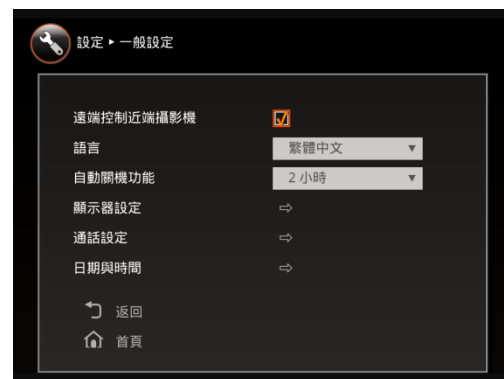 設定 ▸ 一般設定
遠端控制近端攝影機
語言 繁體中文
自動關機功能 2 小時
顯示器設定
通話設定
日期與時間
返回
首頁